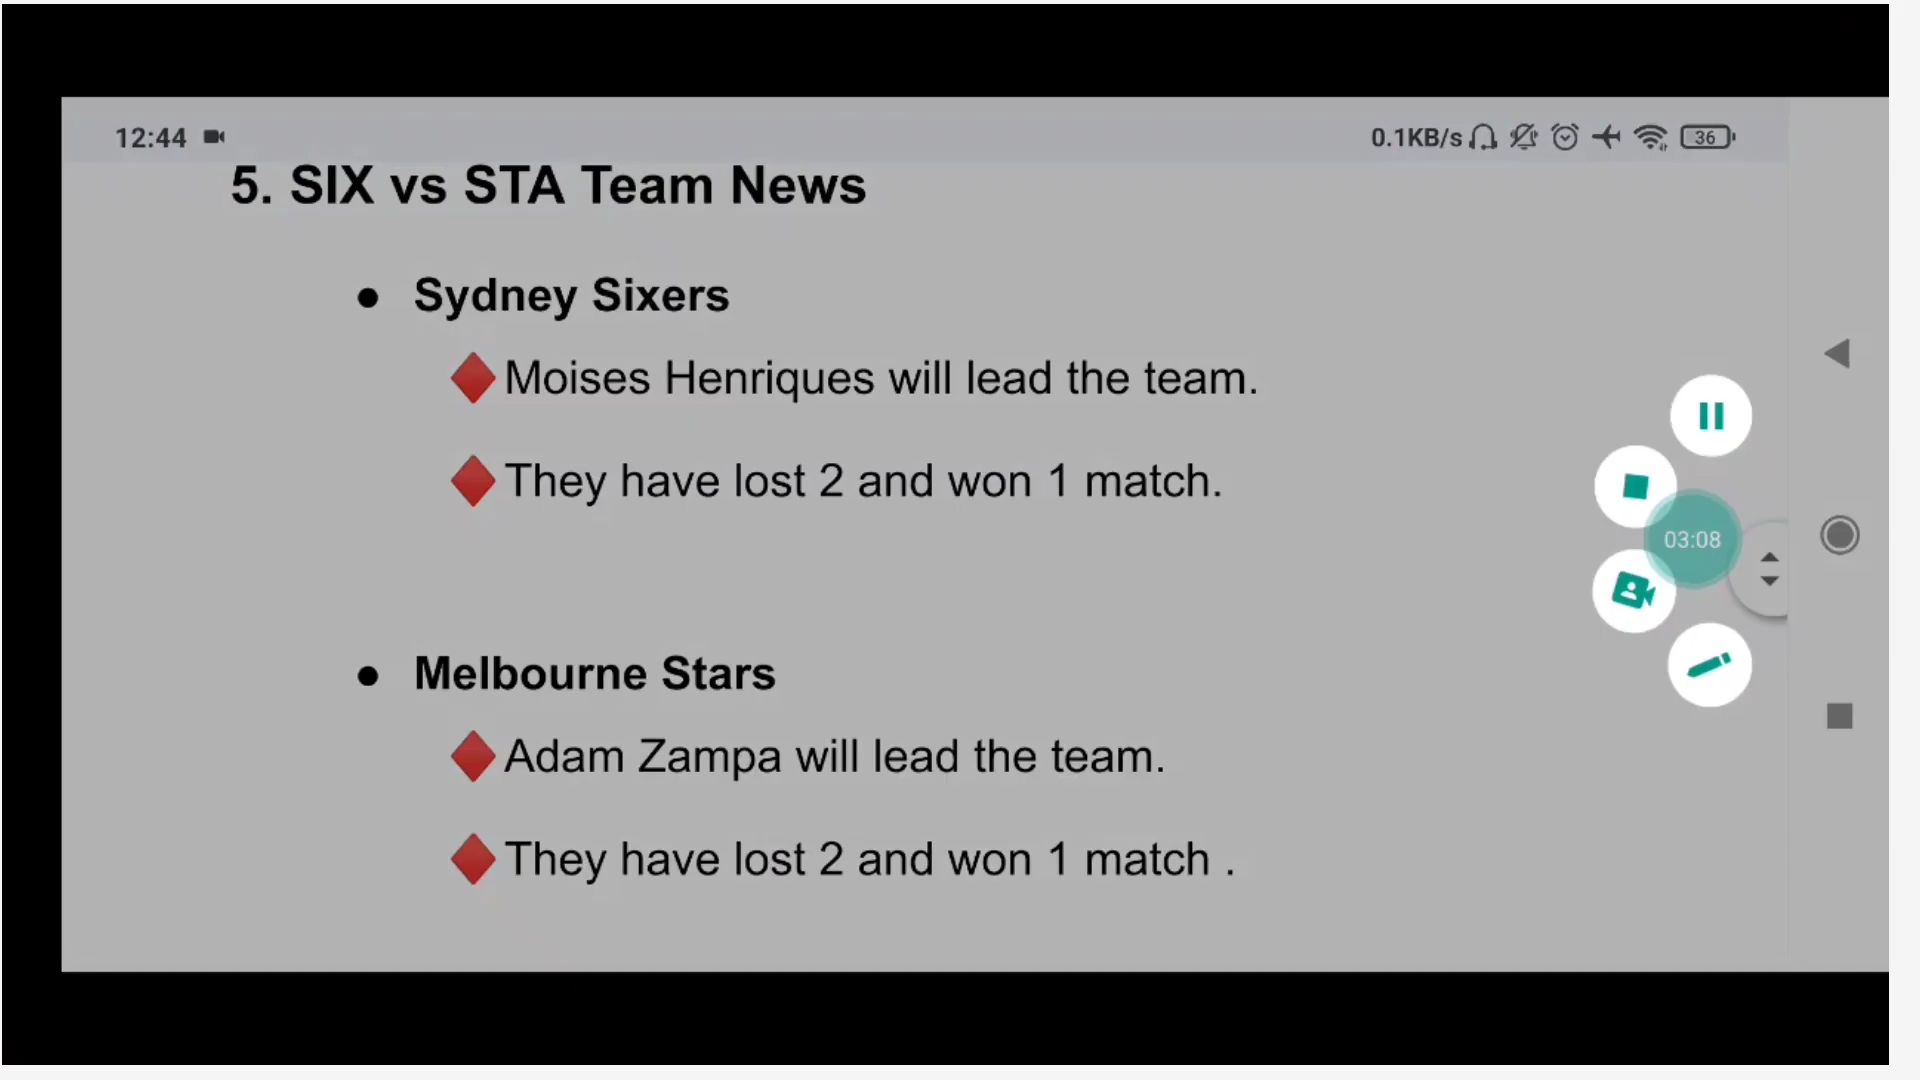 12:44
0.1KB/s 36
5. SIX vs STA Team News
● Sydney Sixers
♦Moises Henriques will lead the team.
♦They have lost 2 and won 1 match.
03:08
● Melbourne Stars
♦Adam Zampa will lead the team.
♦They have lost 2 and won 1 match .